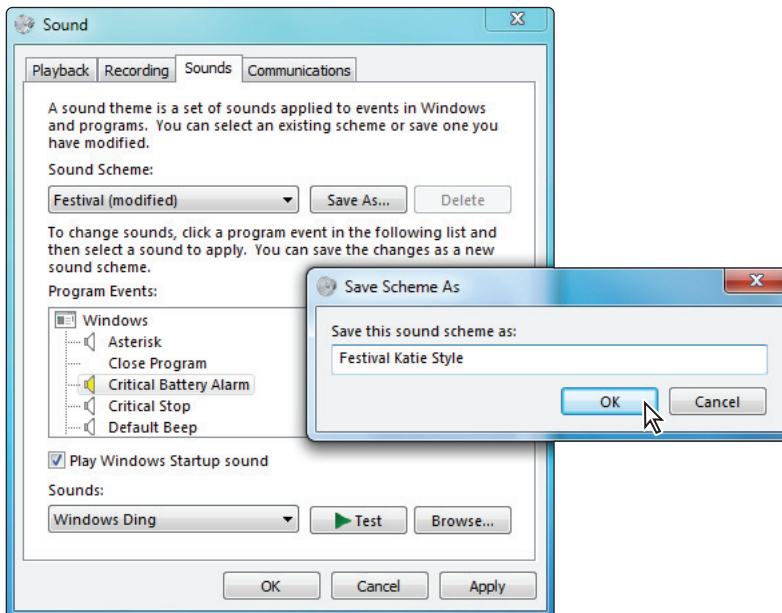 Sound
Playback Recording Sounds Communications
A sound theme is a set of sounds applied to events in Windows
and programs. You can select an existing scheme or save one you
have modified.
Sound Scheme:
Festival (modified) Save As... Delete
To change sounds, click a program event in the following list and
then select a sound to apply. You can save the changes as a new
sound scheme.
Program Events:
Windows
Asterisk
Close Program
Critical Battery Alarm
Critical Stop
Default Beep
Play Windows Startup sound
Sounds:
Windows Ding Test Browse...
OK Cancel Apply
Save Scheme As
Save this sound scheme as:
Festival Katie Style
OK Cancel